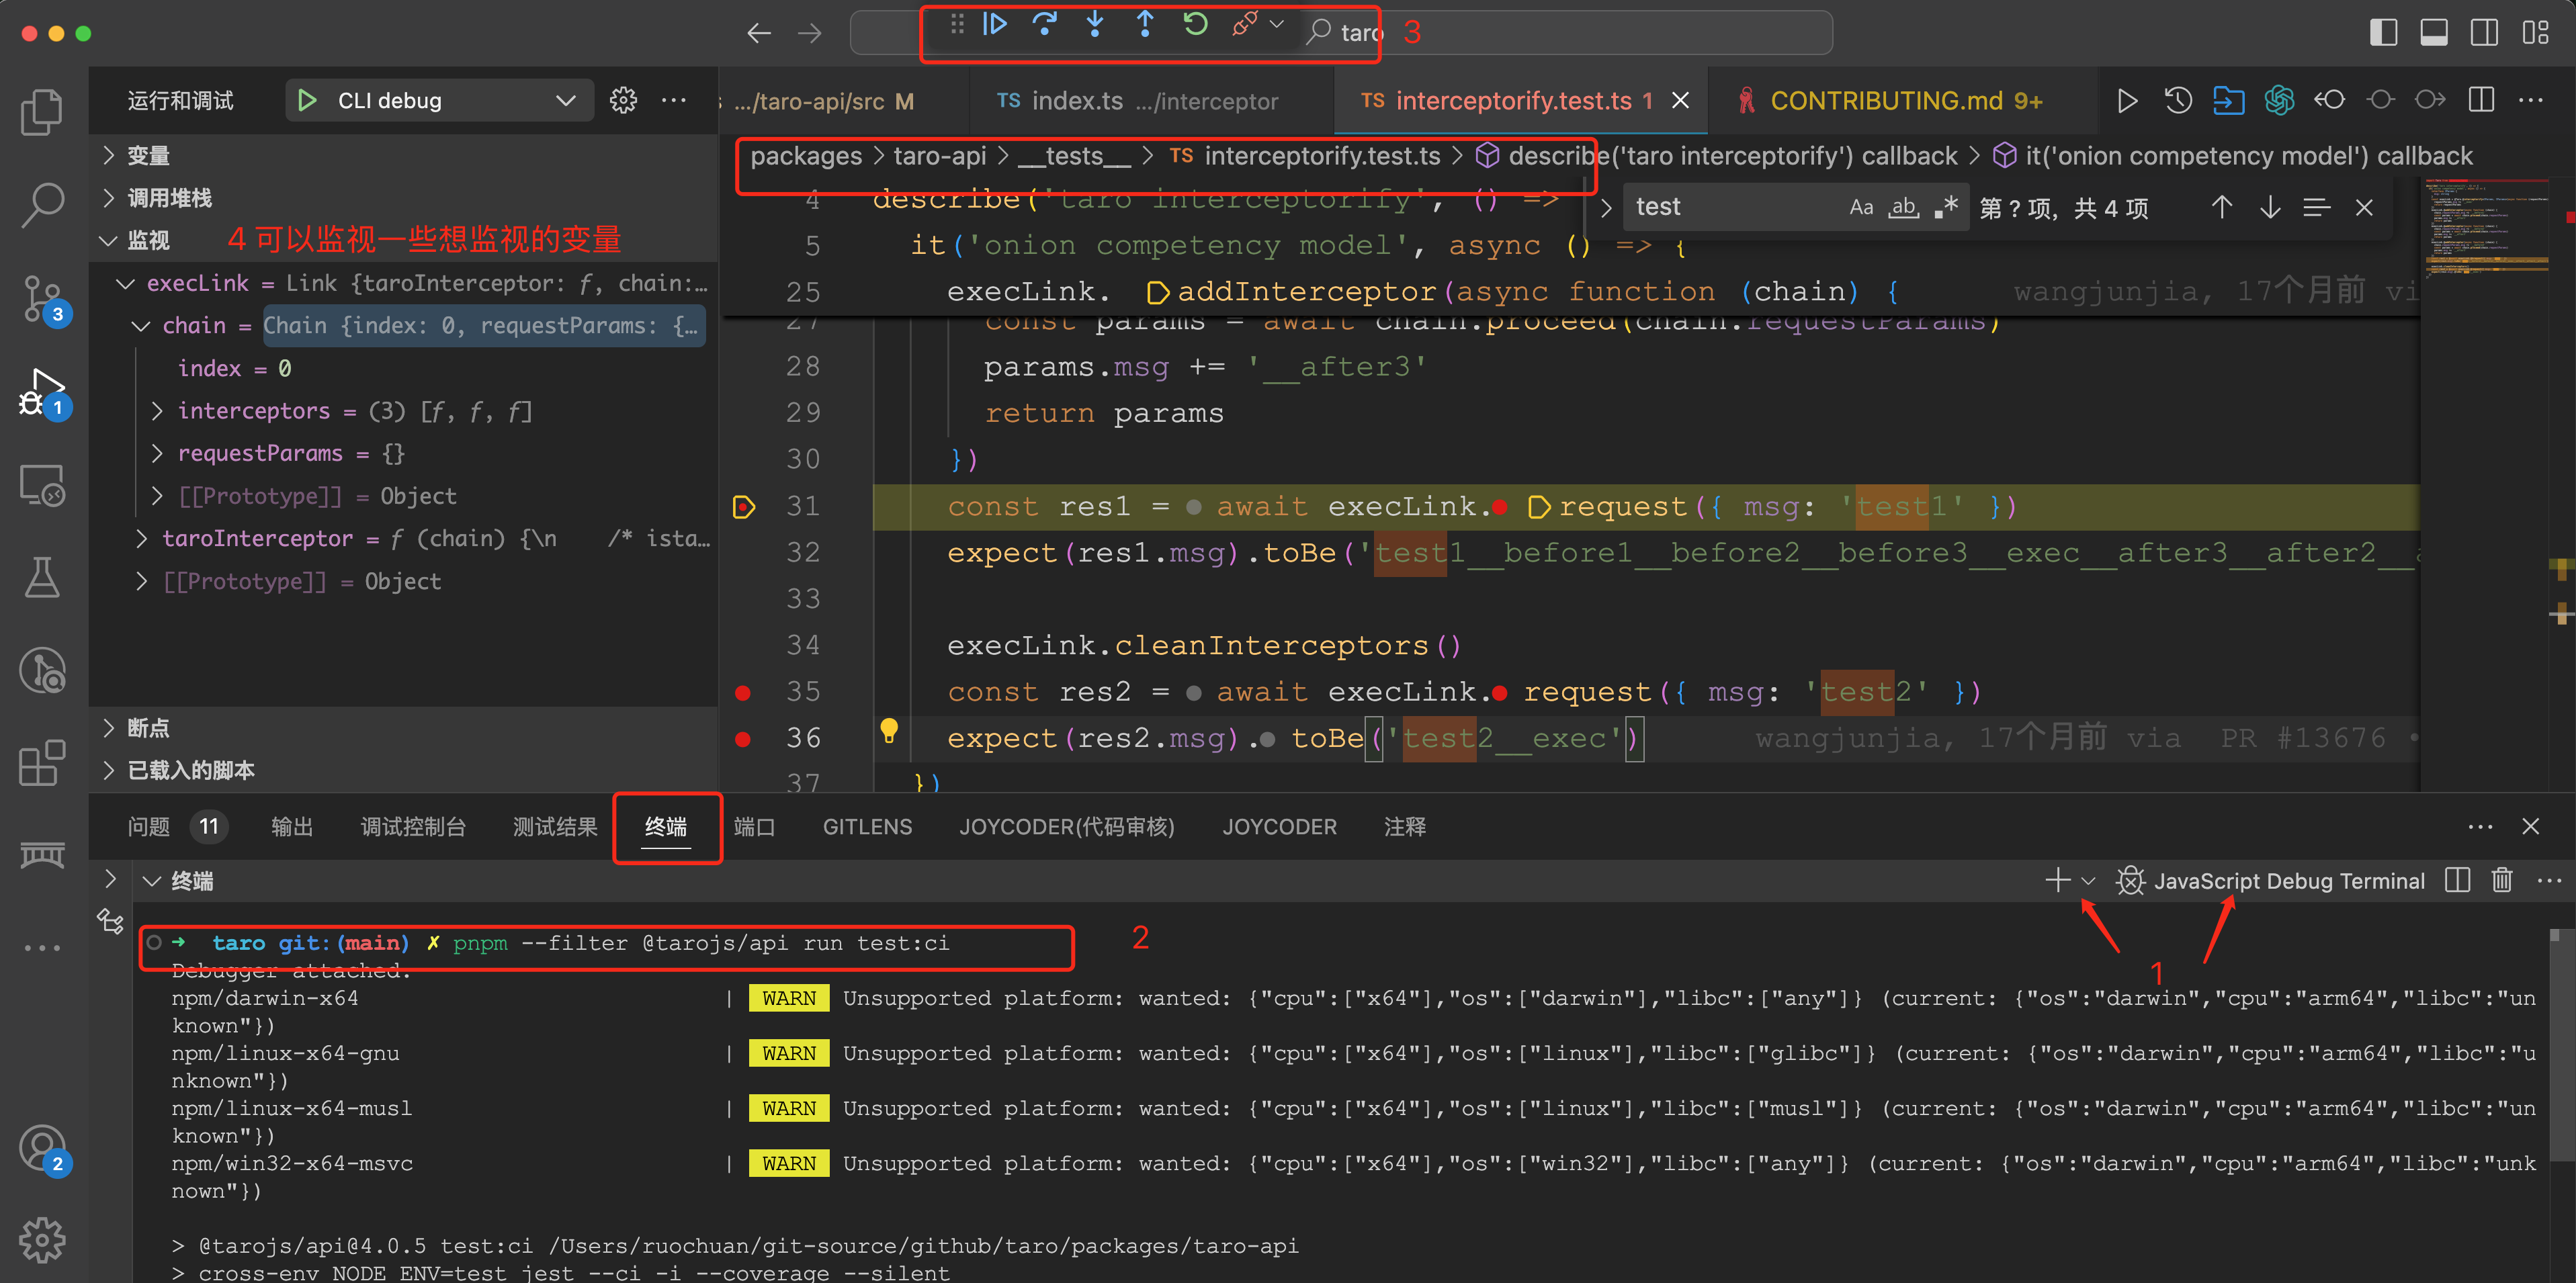 taro
3
运行和调试
CLI debug
.../taro-api/src M
TS index.ts .../interceptor
TS interceptorify.test.ts 1
CONTRIBUTING.md 9+
变量
packages > taro-api > __tests__ > TS interceptorify.test.ts > describe('taro interceptorify') callback > it('onion competency model') callback
调用堆栈
4 describe('taro interceptorify', () =>
test
Aa ab .*
第 ? 项, 共 4 项
监视
4 可以监视一些想监视的变量
5 it('onion competency model', async () => {
execLink = Link {taroInterceptor: ƒ, chain:…
25 execLink. addInterceptor(async function (chain) {
wangjunjia, 17个月前 vi
chain = Chain {index: 0, requestParams: {…
27 const params = await chain.proceed(chain.requestParams)
index = 0
28 params.msg += '__after3'
interceptors = (3) [ƒ, ƒ, ƒ]
29 return params
requestParams = {}
30 })
[[Prototype]] = Object
31 const res1 = await execLink. request({ msg: 'test1' })
taroInterceptor = ƒ (chain) {\n /* ista…
32 expect(res1.msg).toBe('test1__before1__before2__before3__exec__after3__after2__a
[[Prototype]] = Object
33
34 execLink.cleanInterceptors()
35 const res2 = await execLink. request({ msg: 'test2' })
断点
36 expect(res2.msg). toBe('test2__exec')
wangjunjia, 17个月前 via PR #13676 •
已载入的脚本
37 })
3
1
2
问题 11 输出 调试控制台 测试结果 终端 端口 GITLENS JOYCODER(代码审核) JOYCODER 注释
终端
JavaScript Debug Terminal
➜ taro git:(main) ✗ pnpm --filter @tarojs/api run test:ci
2
1
Debugger attached.
npm/darwin-x64 | WARN Unsupported platform: wanted: {"cpu":["x64"],"os":["darwin"],"libc":["any"]} (current: {"os":"darwin","cpu":"arm64","libc":"un
known"})
npm/linux-x64-gnu | WARN Unsupported platform: wanted: {"cpu":["x64"],"os":["linux"],"libc":["glibc"]} (current: {"os":"darwin","cpu":"arm64","libc":"u
nknown"})
npm/linux-x64-musl | WARN Unsupported platform: wanted: {"cpu":["x64"],"os":["linux"],"libc":["musl"]} (current: {"os":"darwin","cpu":"arm64","libc":"un
known"})
npm/win32-x64-msvc | WARN Unsupported platform: wanted: {"cpu":["x64"],"os":["win32"],"libc":["any"]} (current: {"os":"darwin","cpu":"arm64","libc":"unk
nown"})
> @tarojs/api@4.0.5 test:ci /Users/ruochuan/git-source/github/taro/packages/taro-api
> cross-env NODE_ENV=test jest --ci -i --coverage --silent